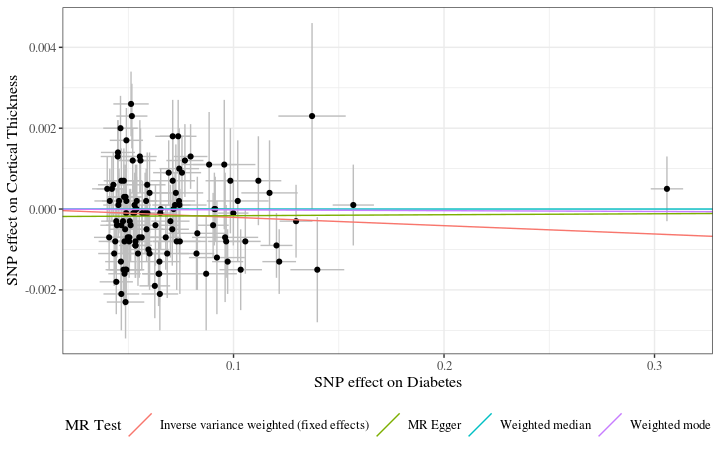 0.004
0.002
0.000
-0.002
SNP effect on Cortical Thickness
0.1
0.2
0.3
SNP effect on Diabetes
MR Test
Inverse variance weighted (fixed effects)
MR Egger
Weighted median
Weighted mode